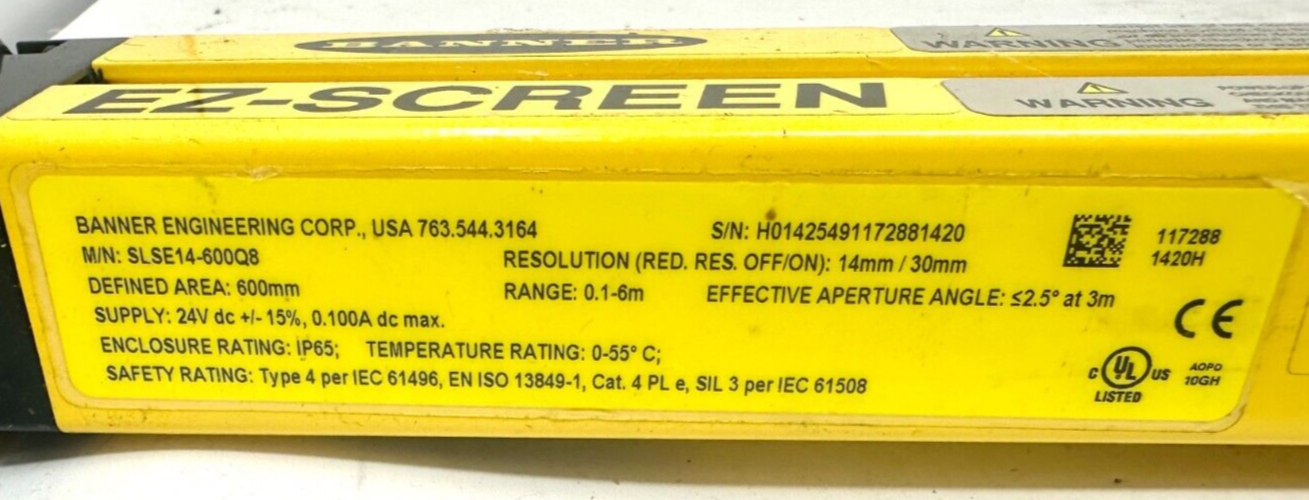 BANNER
WARNING
EZ-SCREEN
WARNING
BANNER ENGINEERING CORP., USA 763.544.3164
S/N: H01425491172881420
117288
1420H
M/N: SLSE14-600Q8
RESOLUTION (RED. RES. OFF/ON): 14mm / 30mm
DEFINED AREA: 600mm
RANGE: 0.1-6m
EFFECTIVE APERTURE ANGLE: ≤2.5° at 3m
SUPPLY: 24V dc +/- 15%, 0.100A dc max.
CE
ENCLOSURE RATING: IP65; TEMPERATURE RATING: 0-55° C;
SAFETY RATING: Type 4 per IEC 61496, EN ISO 13849-1, Cat. 4 PL e, SIL 3 per IEC 61508
C UL US
LISTED
AOPD
10GH